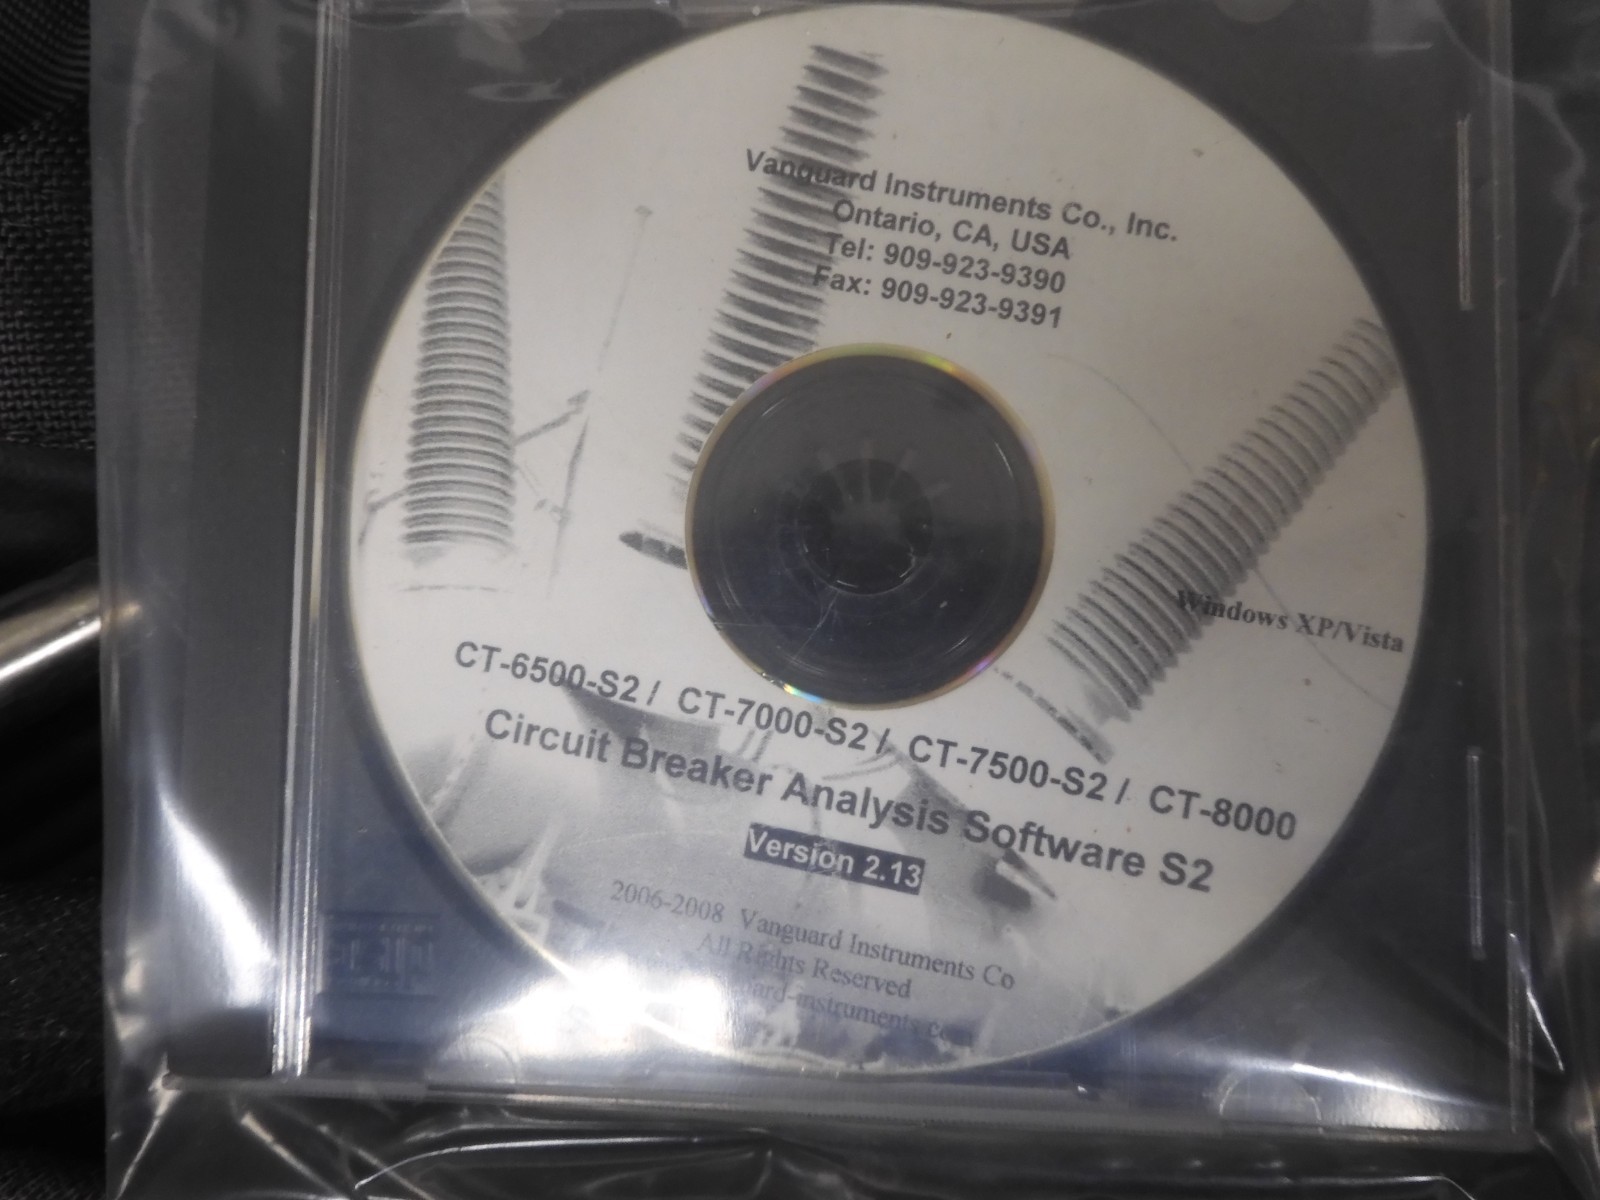 Vanguard Instruments Co., Inc.
Ontario, CA, USA
Tel: 909-923-9390
Fax: 909-923-9391
Windows XP/Vista
CT-6500-S2 / CT-7000-S2 / CT-7500-S2 / CT-8000
Circuit Breaker Analysis Software S2
Version 2.13
2006-2008 Vanguard Instruments Co
All Rights Reserved